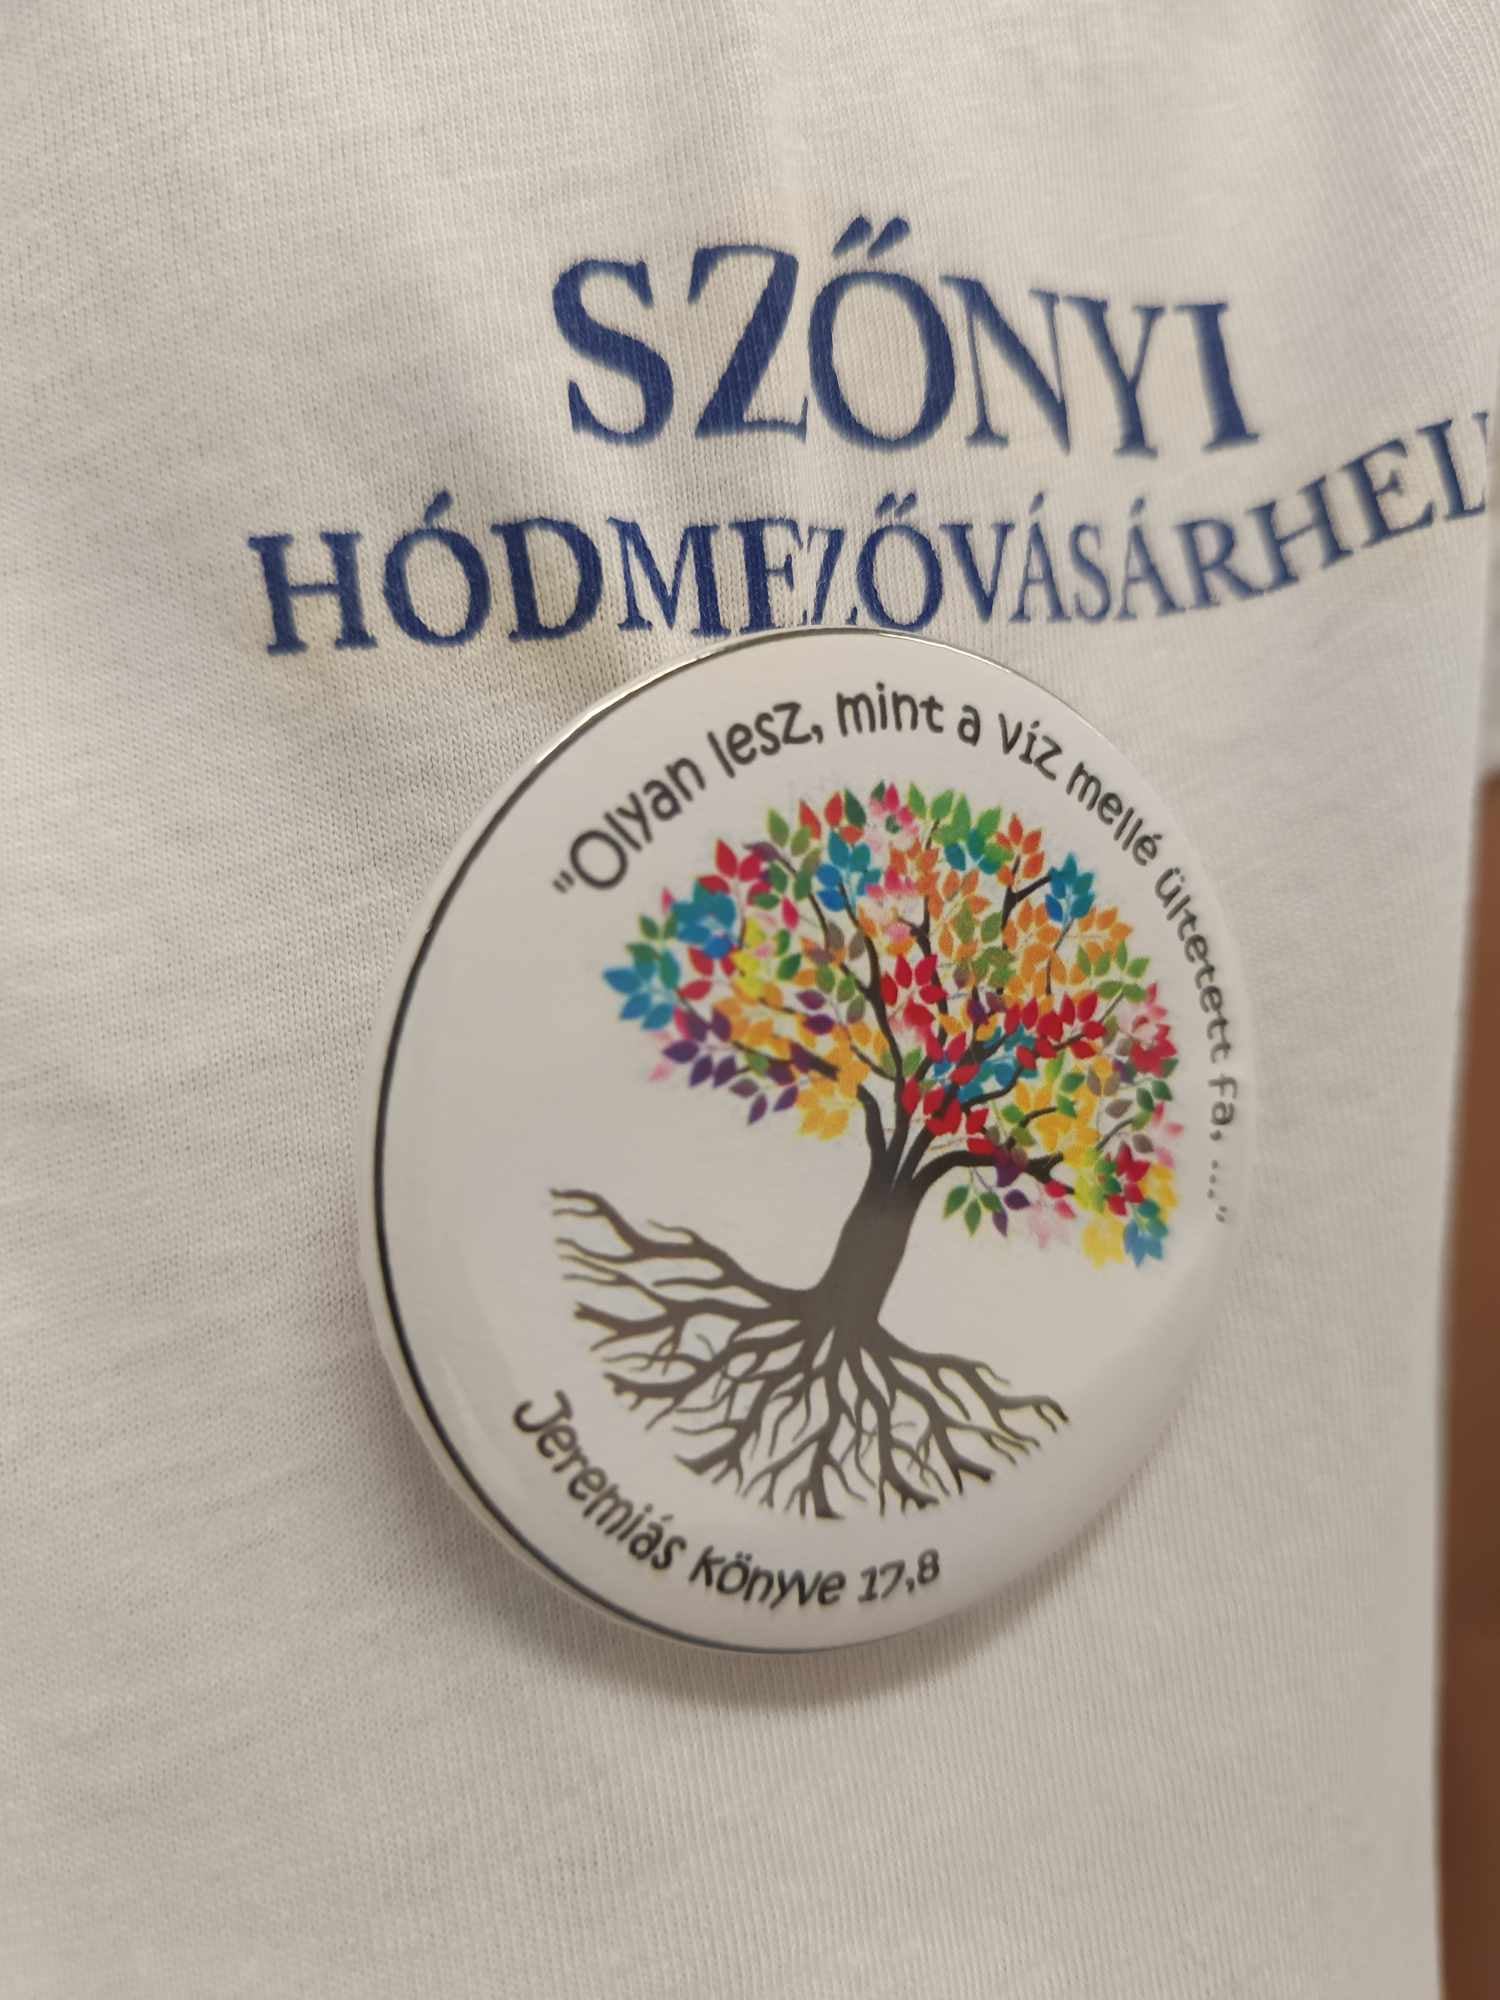 SZŐNYI
HÓDMEZŐVÁSÁRHEL
"Olyan lesz, mint a víz mellé ültetett fa, ..."
Jeremiás könyve 17,8